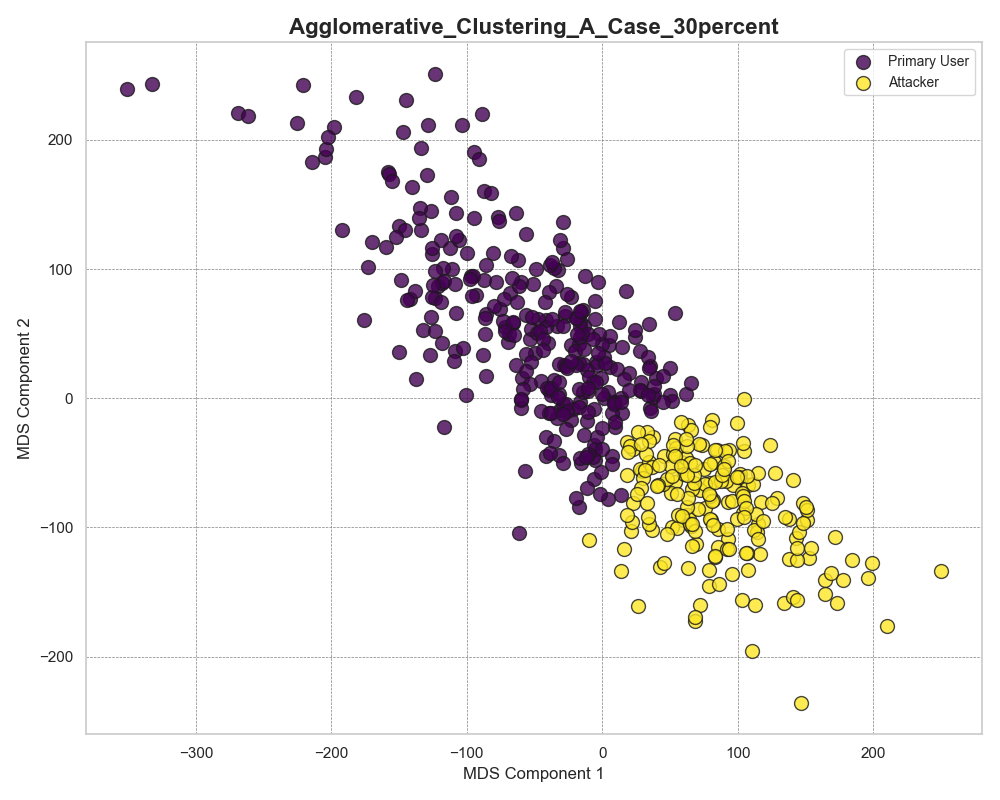 Agglomerative_Clustering_A_Case_30percent
Primary User
Attacker
200
100
0
−100
−200
MDS Component 2
−300
−200
−100
0
100
200
MDS Component 1